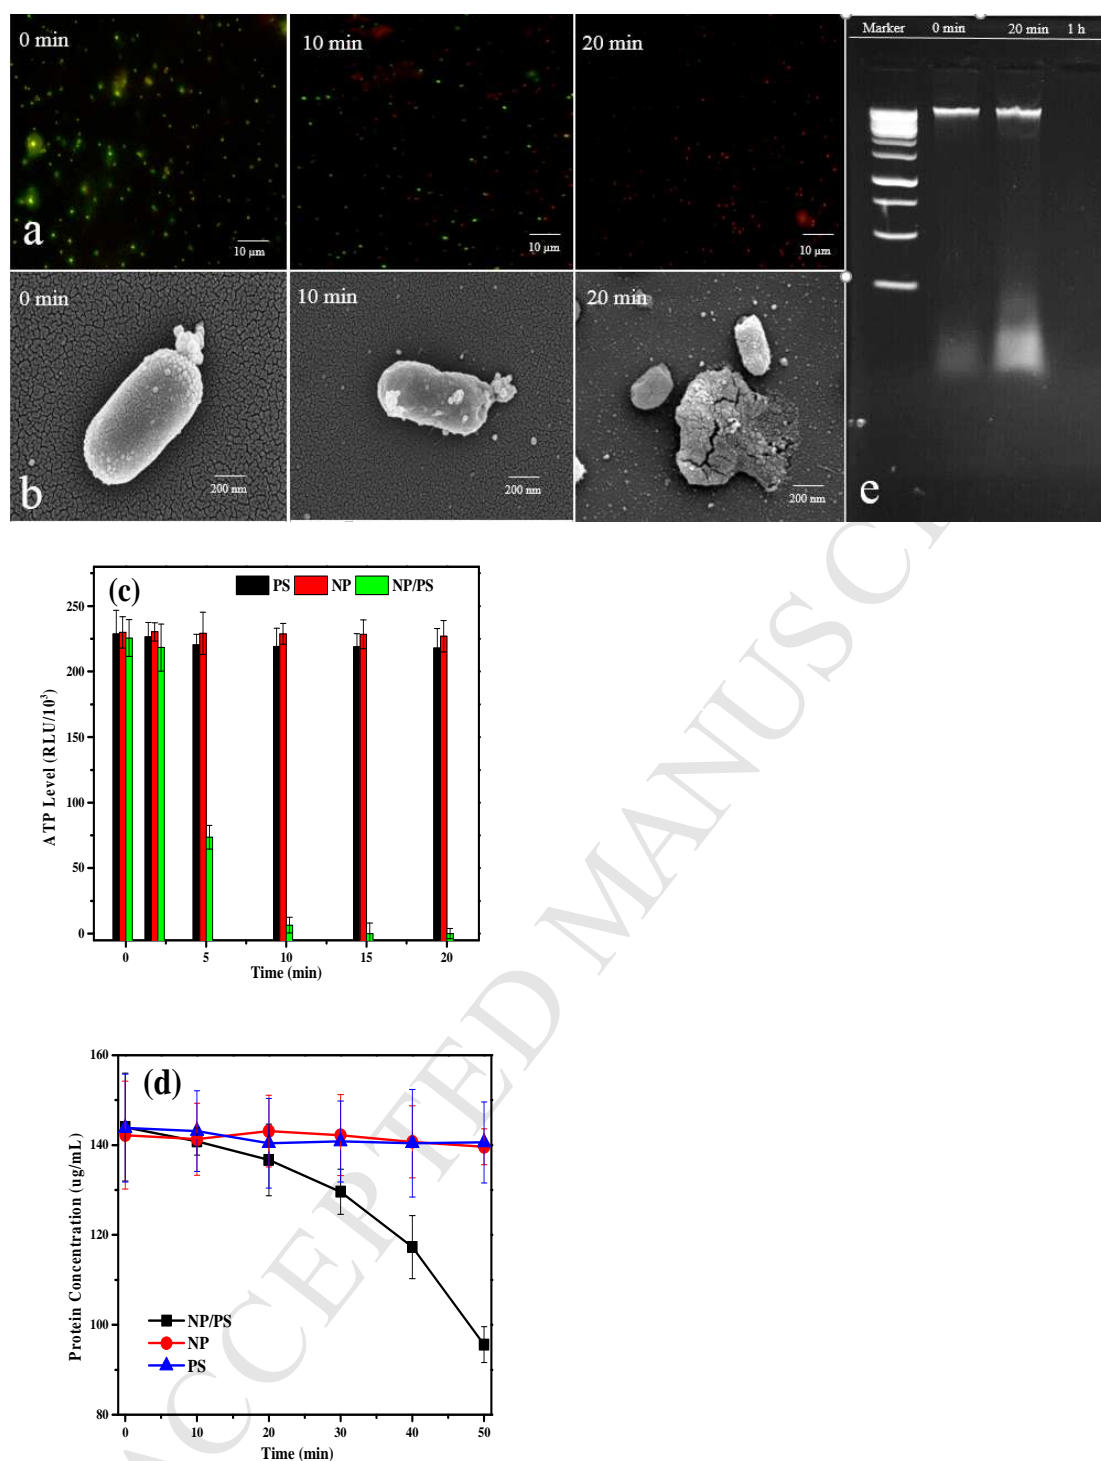 0 min
10 min
20 min
Marker 0 min 20 min 1 h
a
10 µm
10 µm
10 µm
0 min
10 min
20 min
b
200 nm
200 nm
200 nm
e
(c)
PS NP NP/PS
250
200
150
100
50
0
ATP Level (RLU/10³)
0 5 10 15 20
Time (min)
(d)
160
140
120
100
80
Protein Concentration (ug/mL)
NP/PS
NP
PS
0 10 20 30 40 50
Time (min)
ACCEPTED MANUSCRI